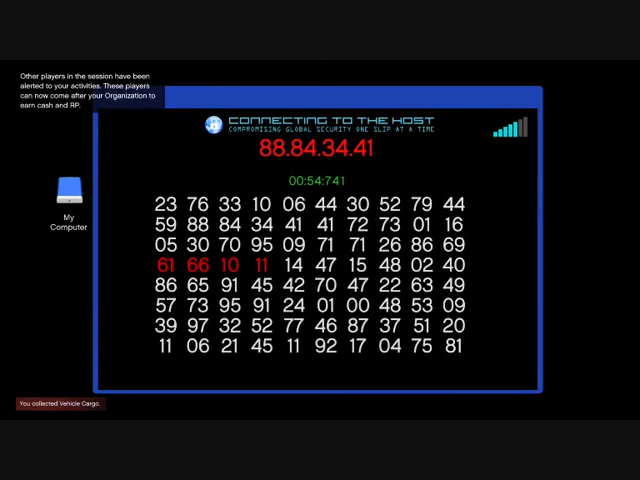 Other players in the session have been
alerted to your activities. These players
can now come after your Organization to
earn cash and RP.
CONNECTING TO THE HOST
COMPROMISING GLOBAL SECURITY ONE SLIP AT A TIME
88.84.34.41
00:54:741
23 76 33 10 06 44 30 52 79 44
59 88 84 34 41 41 72 73 01 16
05 30 70 95 09 71 71 26 86 69
61 66 10 11 14 47 15 48 02 40
86 65 91 45 42 70 47 22 63 49
57 73 95 91 24 01 00 48 53 09
39 97 32 52 77 46 87 37 51 20
11 06 21 45 11 92 17 04 75 81
My
Computer
You collected Vehicle Cargo.